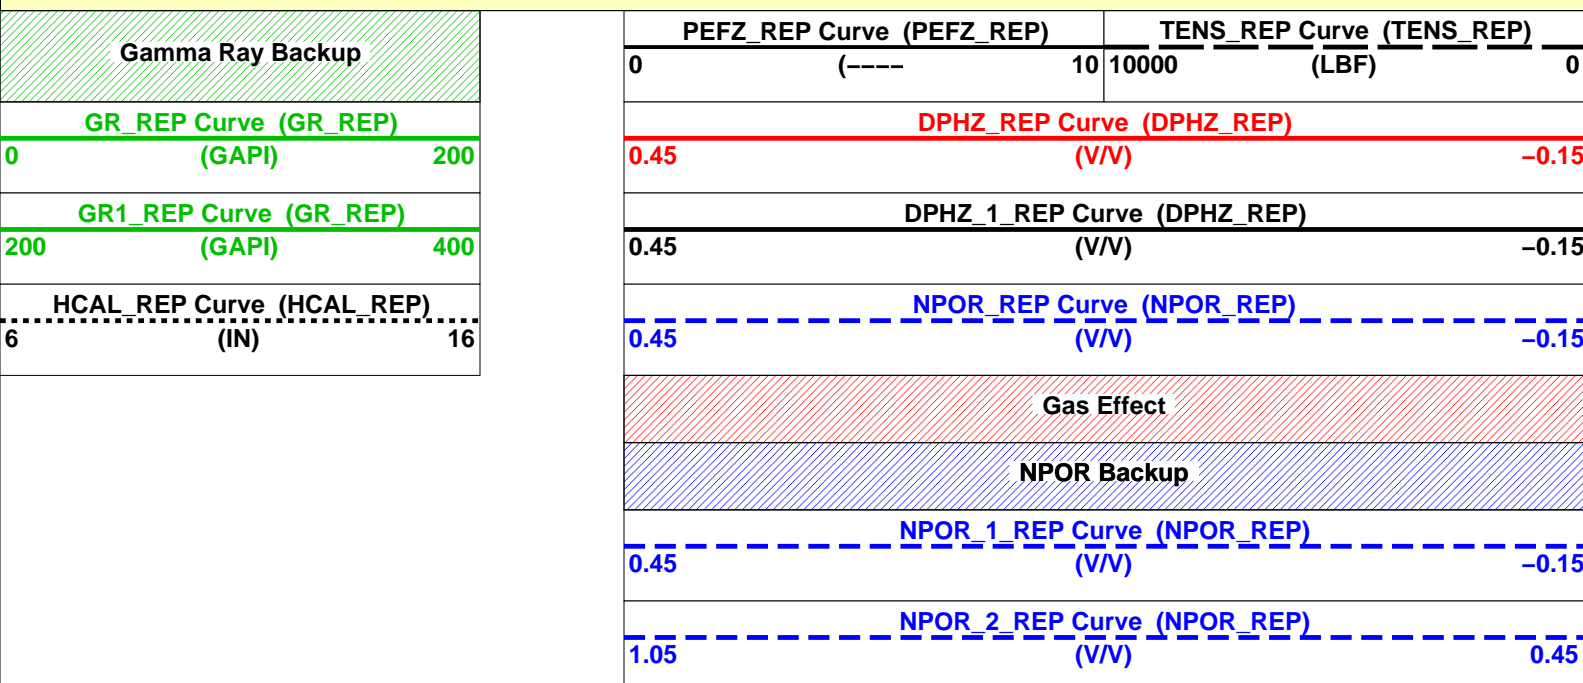 Gamma Ray Backup
GR_REP Curve (GR_REP)
0 (GAPI) 200
GR1_REP Curve (GR_REP)
200 (GAPI) 400
HCAL_REP Curve (HCAL_REP)
6 (IN) 16
PEFZ_REP Curve (PEFZ_REP)
0 (−−−− 10
TENS_REP Curve (TENS_REP)
10000 (LBF) 0
DPHZ_REP Curve (DPHZ_REP)
0.45 (V/V) −0.15
DPHZ_1_REP Curve (DPHZ_REP)
0.45 (V/V) −0.15
NPOR_REP Curve (NPOR_REP)
0.45 (V/V) −0.15
Gas Effect
NPOR Backup
NPOR_1_REP Curve (NPOR_REP)
0.45 (V/V) −0.15
NPOR_2_REP Curve (NPOR_REP)
1.05 (V/V) 0.45